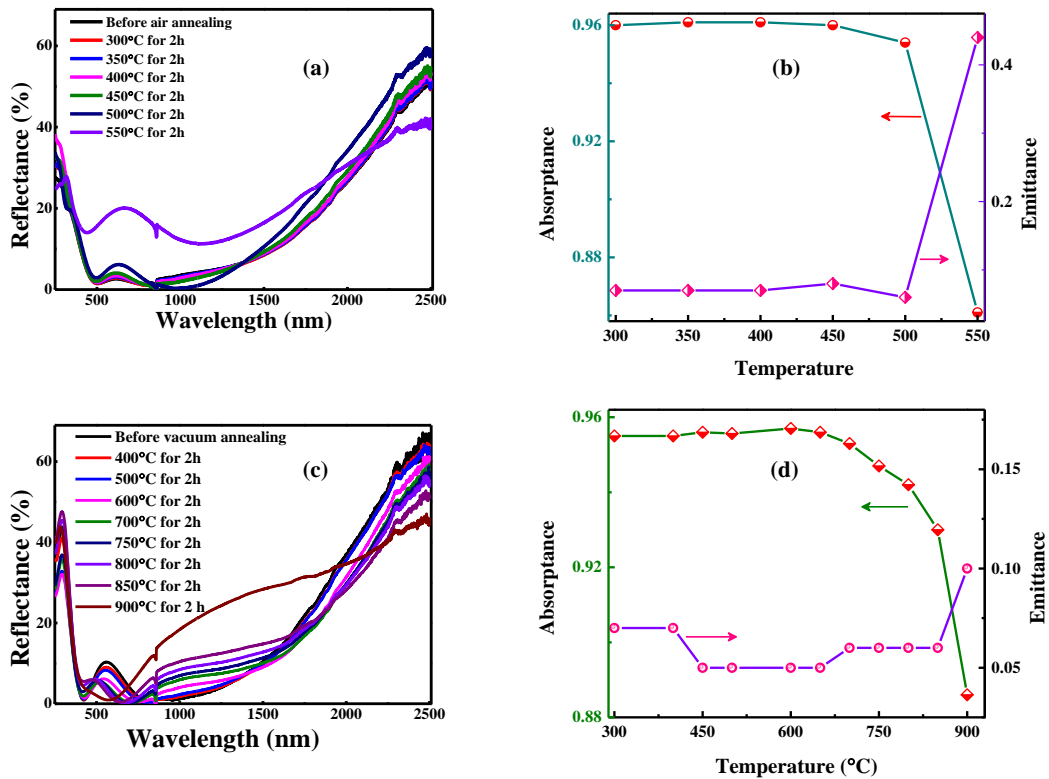 Before air annealing
300°C for 2h
350°C for 2h
400°C for 2h
450°C for 2h
500°C for 2h
550°C for 2h
(a)
Reflectance (%)
60
40
20
0
500 1000 1500 2000 2500
Wavelength (nm)
(b)
Absorptance
0.96
0.92
0.88
Emittance
0.4
0.2
300 350 400 450 500 550
Temperature
Before vacuum annealing
400°C for 2h
500°C for 2h
600°C for 2h
700°C for 2h
750°C for 2h
800°C for 2h
850°C for 2h
900°C for 2 h
(c)
Reflectance (%)
60
40
20
0
500 1000 1500 2000 2500
Wavelength (nm)
(d)
Absorptance
0.96
0.92
0.88
Emittance
0.15
0.10
0.05
300 450 600 750 900
Temperature (°C)